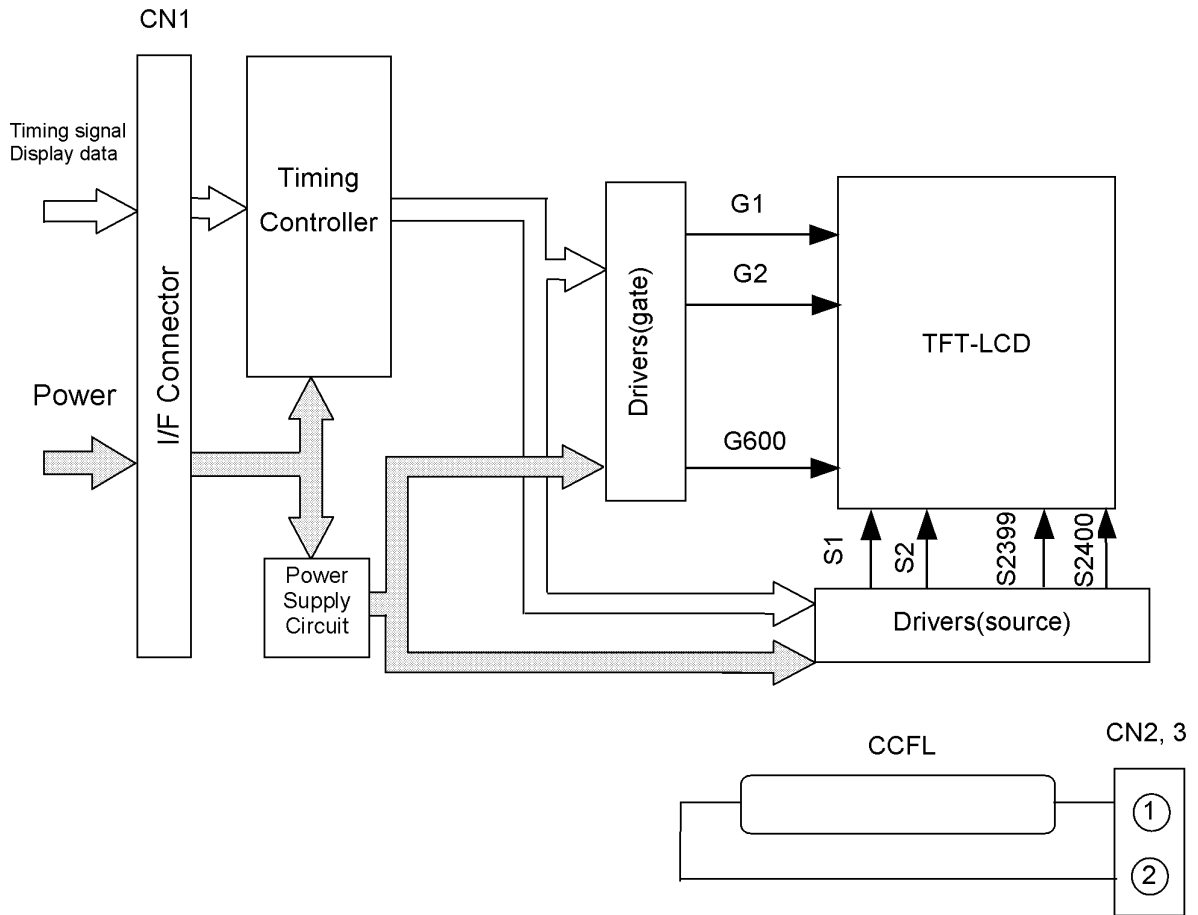 CN1
Timing signal
Display data
Power
I/F Connector
Timing
Controller
Power
Supply
Circuit
Drivers(gate)
G1
G2
G600
TFT-LCD
S1
S2
S2399
S2400
Drivers(source)
CCFL
CN2, 3
1
2